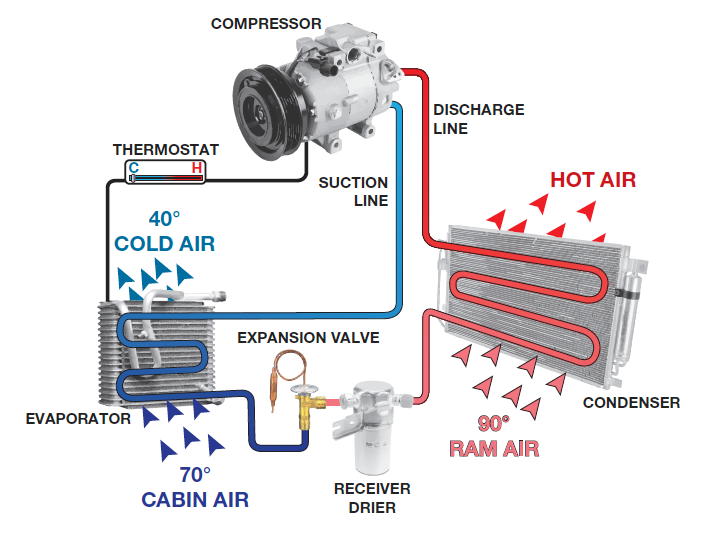 COMPRESSOR
DISCHARGE
LINE
THERMOSTAT
C H
SUCTION
LINE
HOT AIR
40°
COLD AIR
EXPANSION VALVE
EVAPORATOR
CONDENSER
90°
RAM AIR
70°
CABIN AIR
RECEIVER
DRIER